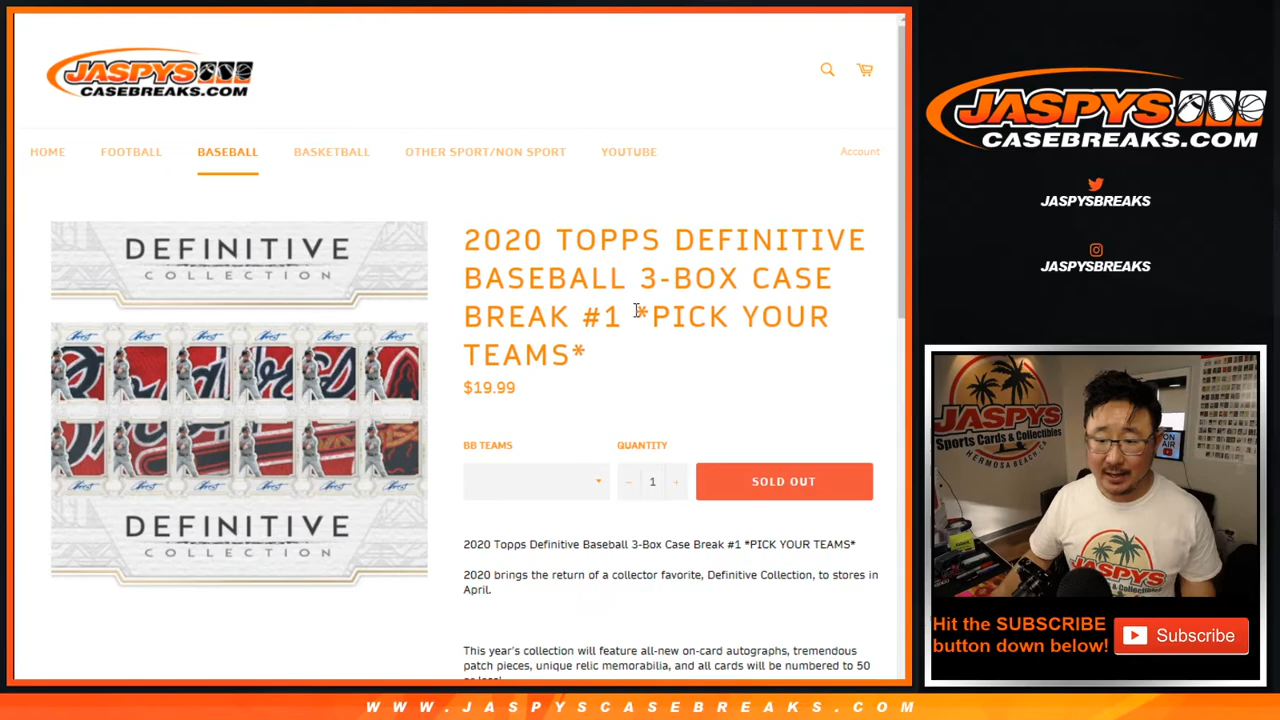 JASPYS
CASEBREAKS.COM
HOME
FOOTBALL
BASEBALL
BASKETBALL
OTHER SPORT/NON SPORT
YOUTUBE
Account
DEFINITIVE
COLLECTION
DEFINITIVE
COLLECTION
2020 TOPPS DEFINITIVE
BASEBALL 3-BOX CASE
BREAK #1 *PICK YOUR
TEAMS*
$19.99
BB TEAMS
QUANTITY
− 1 +
SOLD OUT
2020 Topps Definitive Baseball 3-Box Case Break #1 *PICK YOUR TEAMS*
2020 brings the return of a collector favorite, Definitive Collection, to stores in
April.
This year's collection will feature all-new on-card autographs, tremendous
patch pieces, unique relic memorabilia, and all cards will be numbered to 50
JASPYS
CASEBREAKS.COM
JASPYSBREAKS
JASPYSBREAKS
JASPYS
Sports Cards & Collectibles
HERMOSA BEACH CA
ON
AIR
JASPYS
Hit the SUBSCRIBE
button down below!
Subscribe
WWW.JASPYSCASEBREAKS.COM